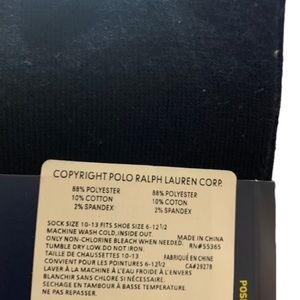 COPYRIGHT POLO RALPH LAUREN CORP.
88% POLYESTER 88% POLYESTER
10% COTTON 10% COTON
2% SPANDEX 2% SPANDEX
SOCK SIZE 10-13 FITS SHOE SIZE 6-12 1/2
MACHINE WASH COLD, INSIDE OUT. MADE IN CHINA
ONLY NON-CHLORINE BLEACH WHEN NEEDED. RN#55365
TUMBLE DRY LOW. DO NOT IRON.
TAILLE DE CHAUSSETTES 10-13 FABRIQUÉ EN CHINE
CONVIENT POUR LES POINTURES 6-12 1/2 CA#29278
LAVER À LA MACHINE À L'EAU FROIDE À L'ENVERS
BLANCHIR SANS CHLORE SI NÉCESSAIRE.
SECHAGE EN TAMBOUR À BASSE TEMPÉRATURE.
NE PAS REPASSER.